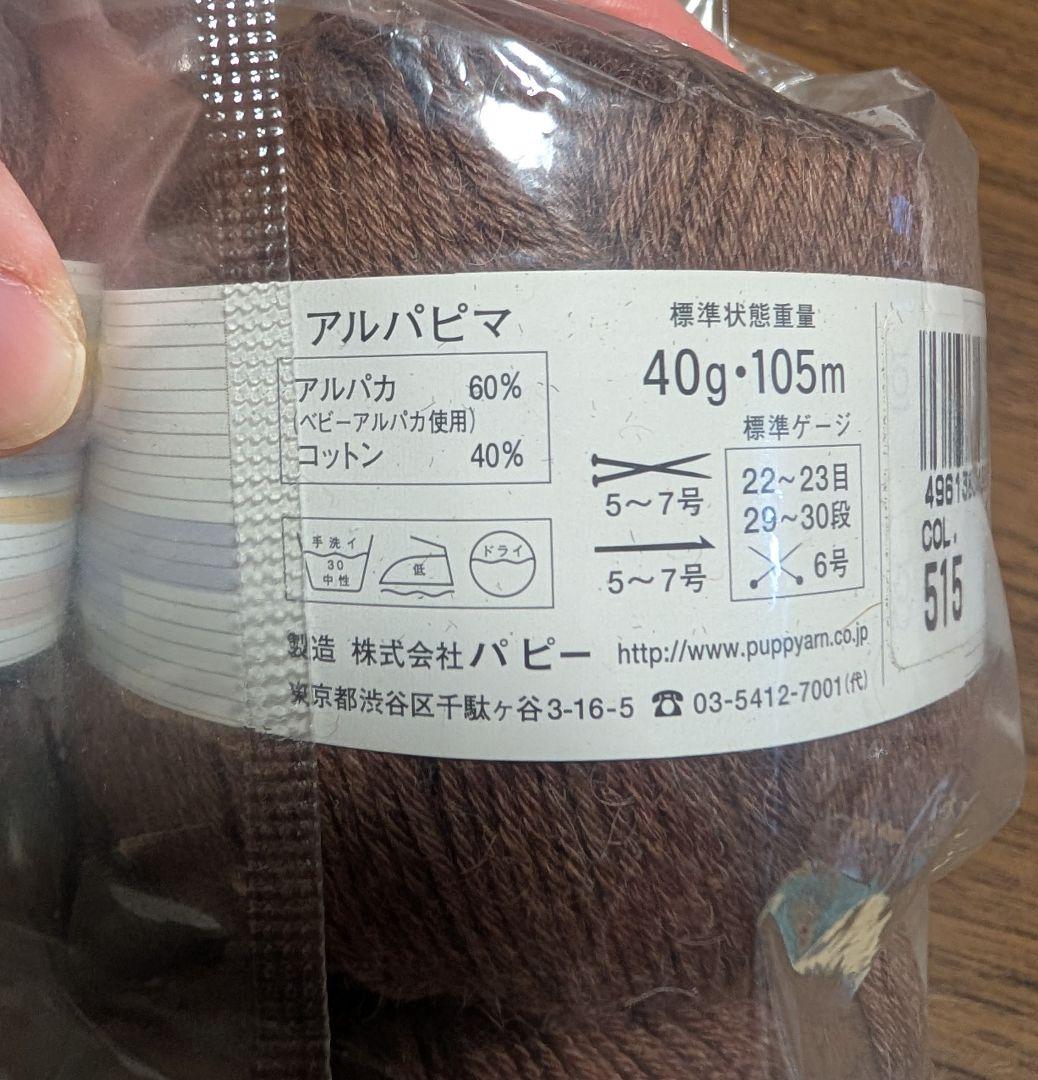 アルパピマ
アルパカ 60%
(ベビーアルパカ使用)
コットン 40%
手洗イ
30
中性
低
ドライ
標準状態重量
40g・105m
標準ゲージ
5〜7号
5〜7号
22〜23目
29〜30段
6号
製造 株式会社パピー http://www.puppyarn.co.jp
東京都渋谷区千駄ヶ谷3-16-5 ☎ 03-5412-7001(代)
COL.
515